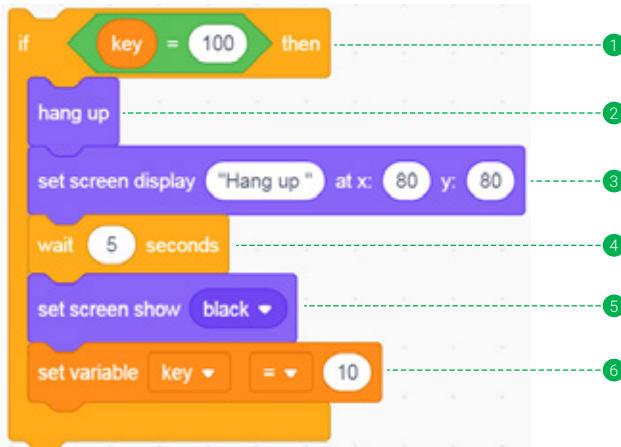 if key = 100 then 1
hang up 2
set screen display "Hang up " at x: 80 y: 80 3
wait 5 seconds 4
set screen show black 5
set variable key = 10 6